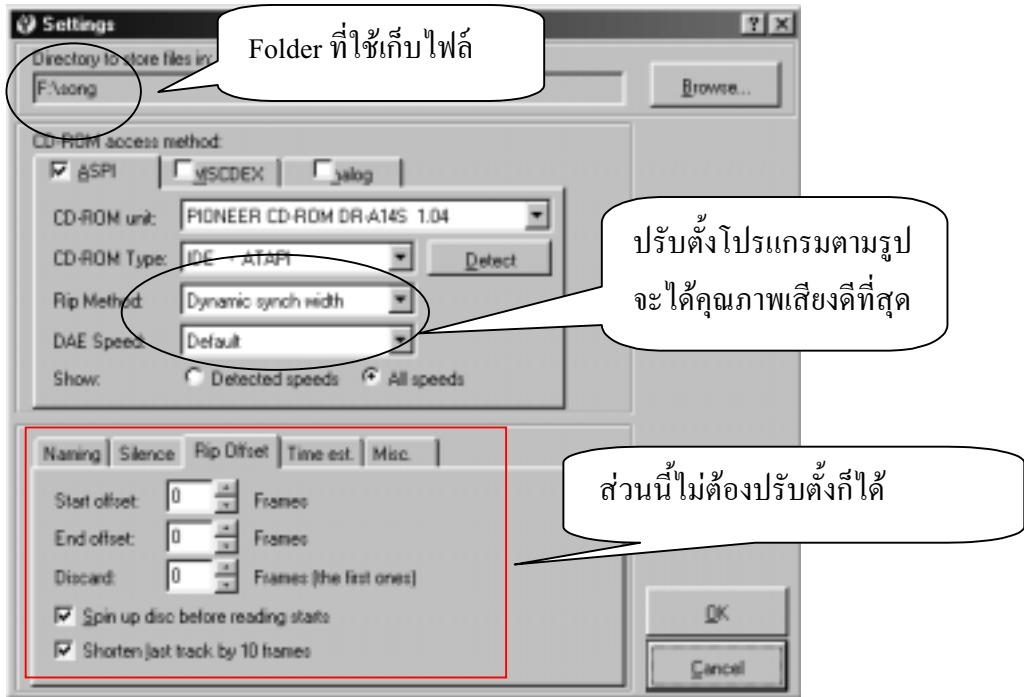 Settings
Folder ที่ใช้เก็บไฟล์
Directory to store files in:
F:\song
Browse...
CD-ROM access method:
ASPI MSCDEX Analog
CD-ROM unit: PIONEER CD-ROM DR-A14S 1.04
CD-ROM Type: IDE - ATAPI Detect
Rip Method: Dynamic synch width
DAE Speed: Default
Show: Detected speeds All speeds
ปรับตั้งโปรแกรมตามรูป
จะได้คุณภาพเสียงดีที่สุด
Naming Silence Rip Offset Time est. Misc.
Start offset: 0 Frames
End offset: 0 Frames
Discard: 0 Frames (the first ones)
Spin up disc before reading starts
Shorten last track by 10 frames
ส่วนนี้ไม่ต้องปรับตั้งก็ได้
OK
Cancel